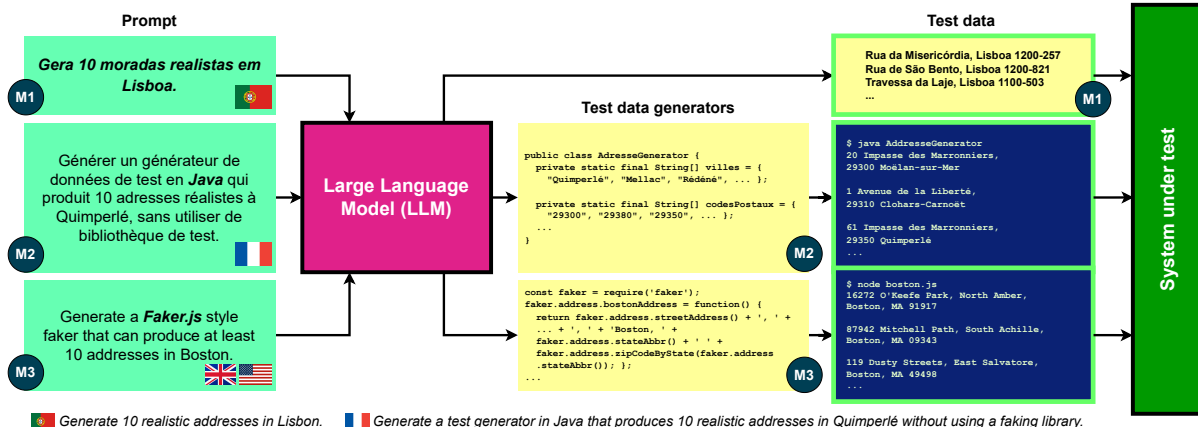 Prompt
Gera 10 moradas realistas em
Lisboa.
M1
Générer un générateur de
données de test en Java qui
produit 10 adresses réalistes à
Quimperlé, sans utiliser de
bibliothèque de test.
M2
Generate a Faker.js style
faker that can produce at least
10 addresses in Boston.
M3
Large Language
Model (LLM)
Test data generators
public class AdresseGenerator {
private static final String[] villes = {
"Quimperlé", "Mellac", "Rédéné", ... };
private static final String[] codesPostaux = {
"29300", "29380", "29350", ... };
...
}
M2
const faker = require('faker');
faker.address.bostonAddress = function() {
return faker.address.streetAddress() + ', ' +
... + ', ' + 'Boston, ' +
faker.address.stateAbbr() + ' ' +
faker.address.zipCodeByState(faker.address
.stateAbbr()); };
...
M3
Test data
Rua da Misericórdia, Lisboa 1200-257
Rua de São Bento, Lisboa 1200-821
Travessa da Laje, Lisboa 1100-503
...
M1
$ java AddresseGenerator
20 Impasse des Marronniers,
29300 Moëlan-sur-Mer
1 Avenue de la Liberté,
29310 Clohars-Carnoët
61 Impasse des Marronniers,
29350 Quimperlé
...
$ node boston.js
16272 O'Keefe Park, North Amber,
Boston, MA 91917
87942 Mitchell Path, South Achille,
Boston, MA 09343
119 Dusty Streets, East Salvatore,
Boston, MA 49498
...
System under test
Generate 10 realistic addresses in Lisbon.
Generate a test generator in Java that produces 10 realistic addresses in Quimperlé without using a faking library.